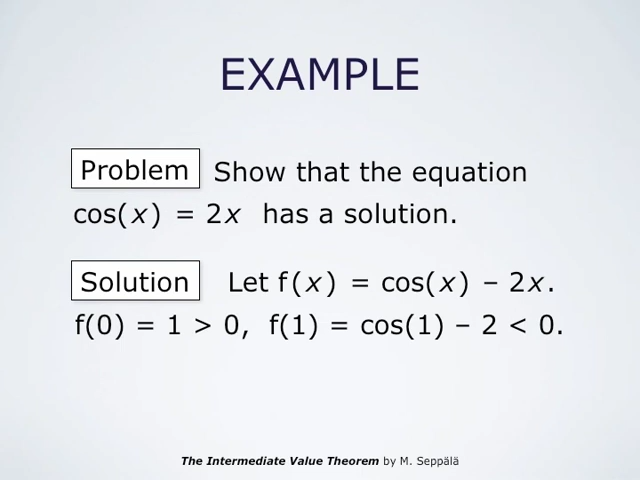 EXAMPLE
Problem Show that the equation
cos(x) = 2x has a solution.
Solution Let f(x) = cos(x) – 2x.
f(0) = 1 > 0, f(1) = cos(1) – 2 < 0.
The Intermediate Value Theorem by M. Seppälä